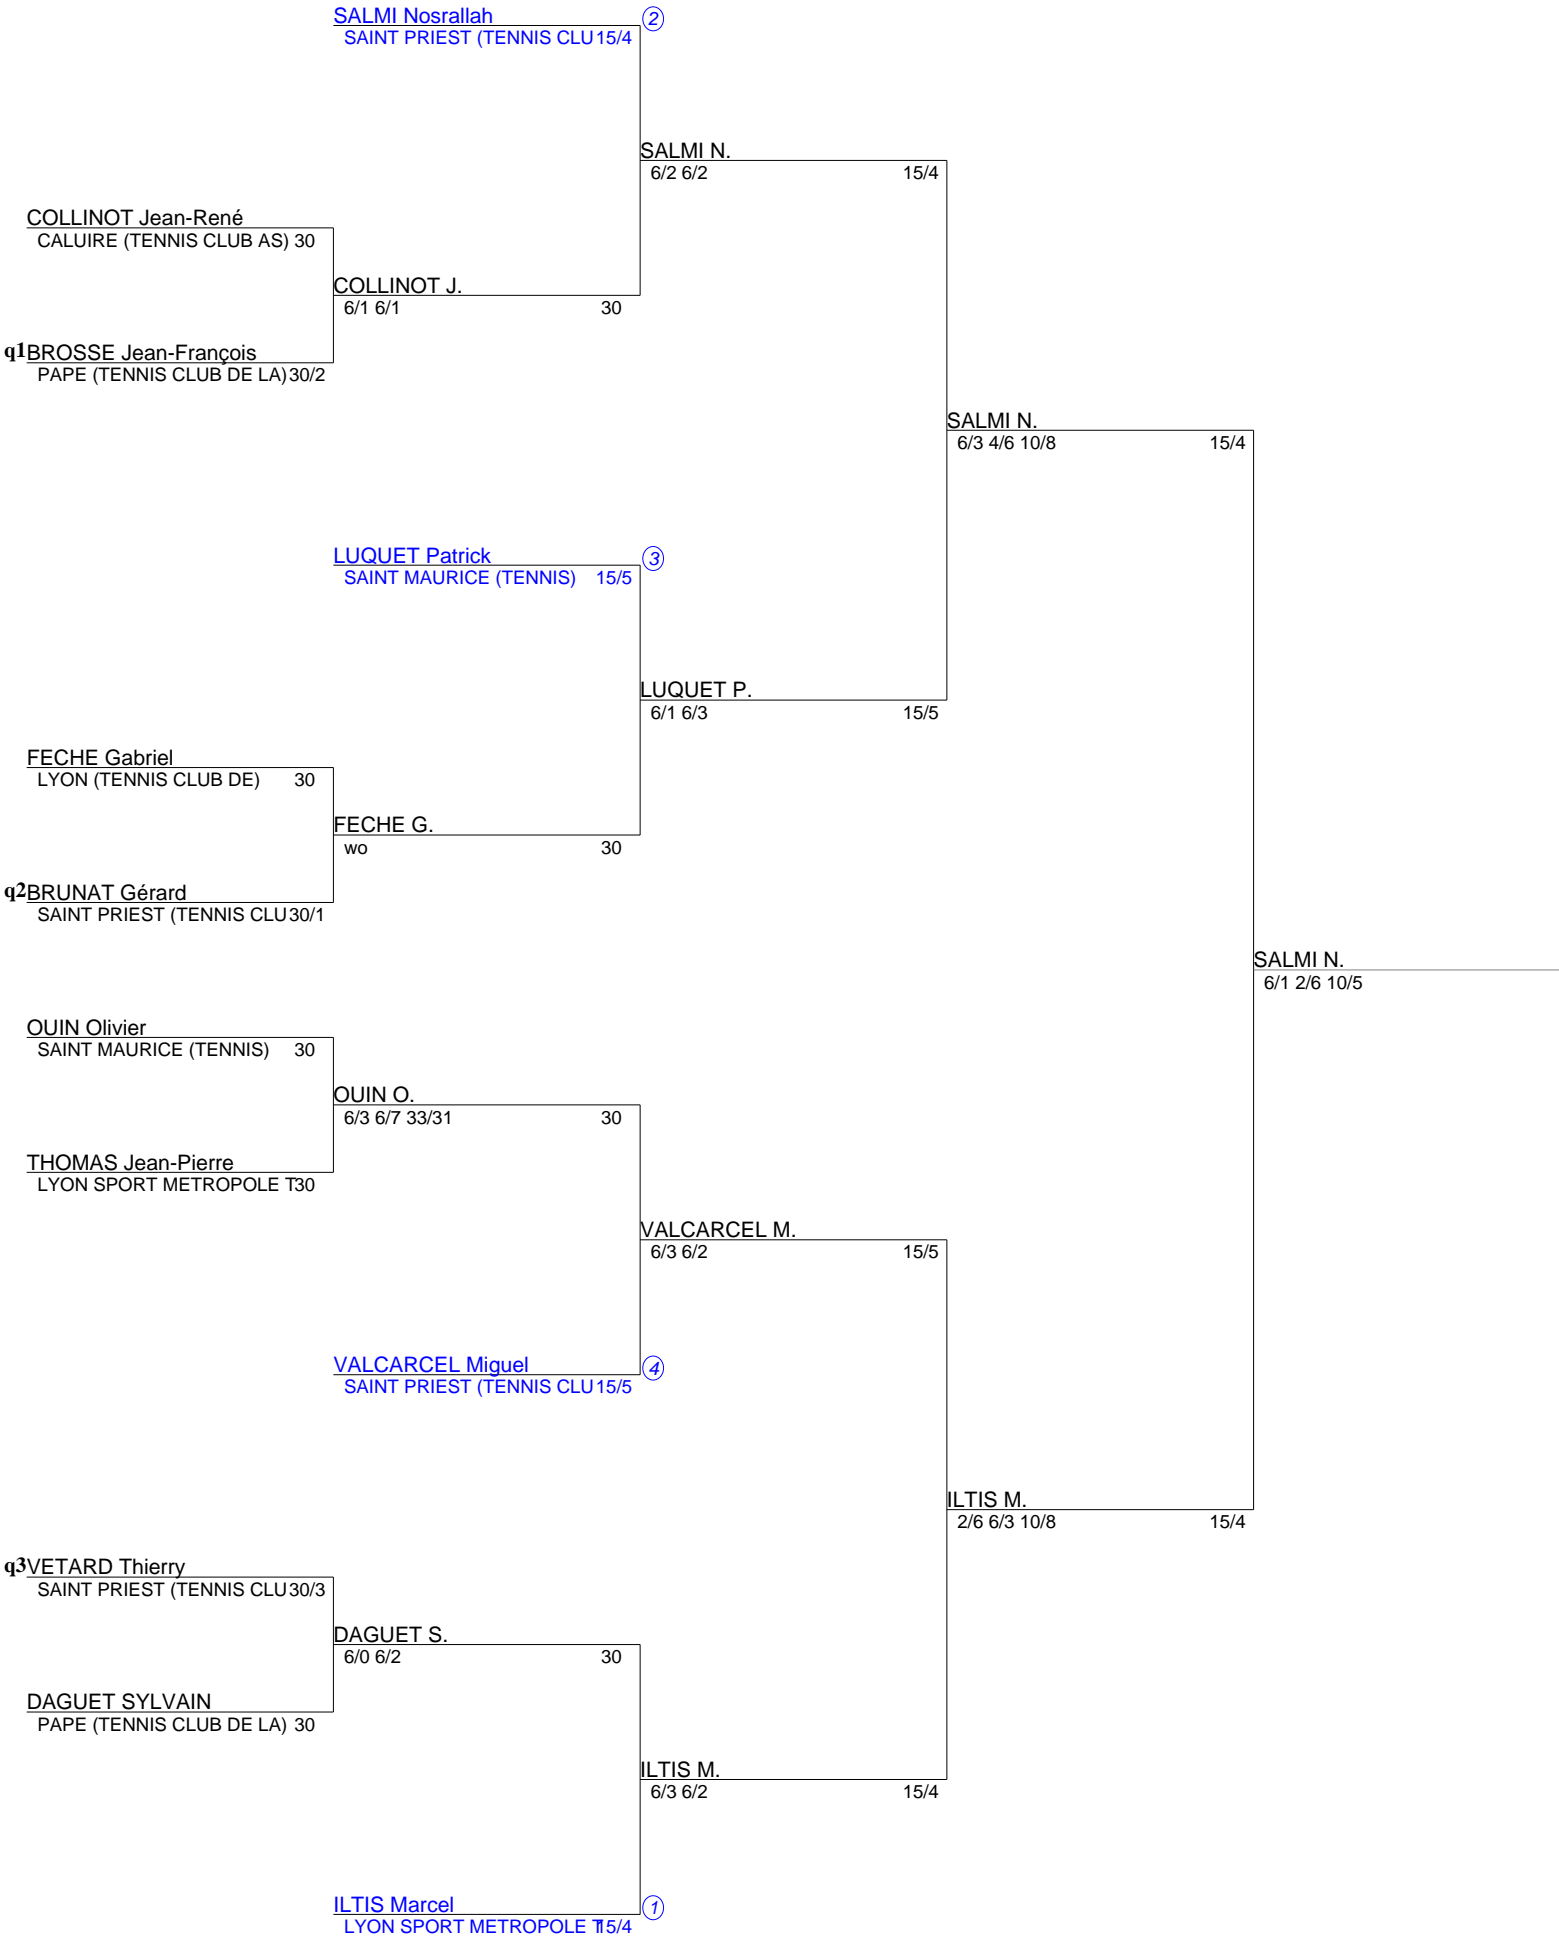 SALMI Nosrallah
2
SAINT PRIEST (TENNIS CLU 15/4
SALMI N.
6/2 6/2 15/4
COLLINOT Jean-René
CALUIRE (TENNIS CLUB AS) 30
COLLINOT J.
6/1 6/1 30
q1 BROSSE Jean-François
PAPE (TENNIS CLUB DE LA) 30/2
SALMI N.
6/3 4/6 10/8 15/4
LUQUET Patrick
3
SAINT MAURICE (TENNIS) 15/5
LUQUET P.
6/1 6/3 15/5
FECHE Gabriel
LYON (TENNIS CLUB DE) 30
FECHE G.
wo 30
q2 BRUNAT Gérard
SAINT PRIEST (TENNIS CLU 30/1
SALMI N.
6/1 2/6 10/5
OUIN Olivier
SAINT MAURICE (TENNIS) 30
OUIN O.
6/3 6/7 33/31 30
THOMAS Jean-Pierre
LYON SPORT METROPOLE T 30
VALCARCEL M.
6/3 6/2 15/5
VALCARCEL Miguel
4
SAINT PRIEST (TENNIS CLU 15/5
ILTIS M.
2/6 6/3 10/8 15/4
q3 VETARD Thierry
SAINT PRIEST (TENNIS CLU 30/3
DAGUET S.
6/0 6/2 30
DAGUET SYLVAIN
PAPE (TENNIS CLUB DE LA) 30
ILTIS M.
6/3 6/2 15/4
ILTIS Marcel
1
LYON SPORT METROPOLE T 15/4